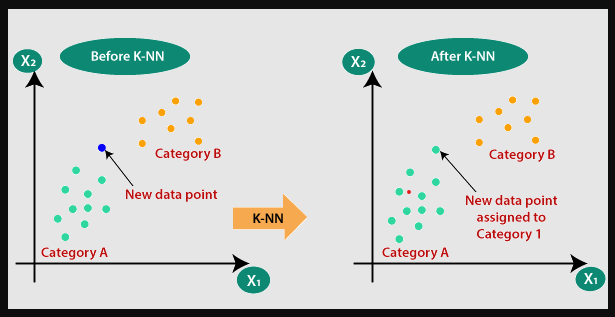 X₂
Before K-NN
Category B
New data point
Category A
X₁
K-NN
X₂
After K-NN
Category B
New data point
assigned to
Category 1
Category A
X₁